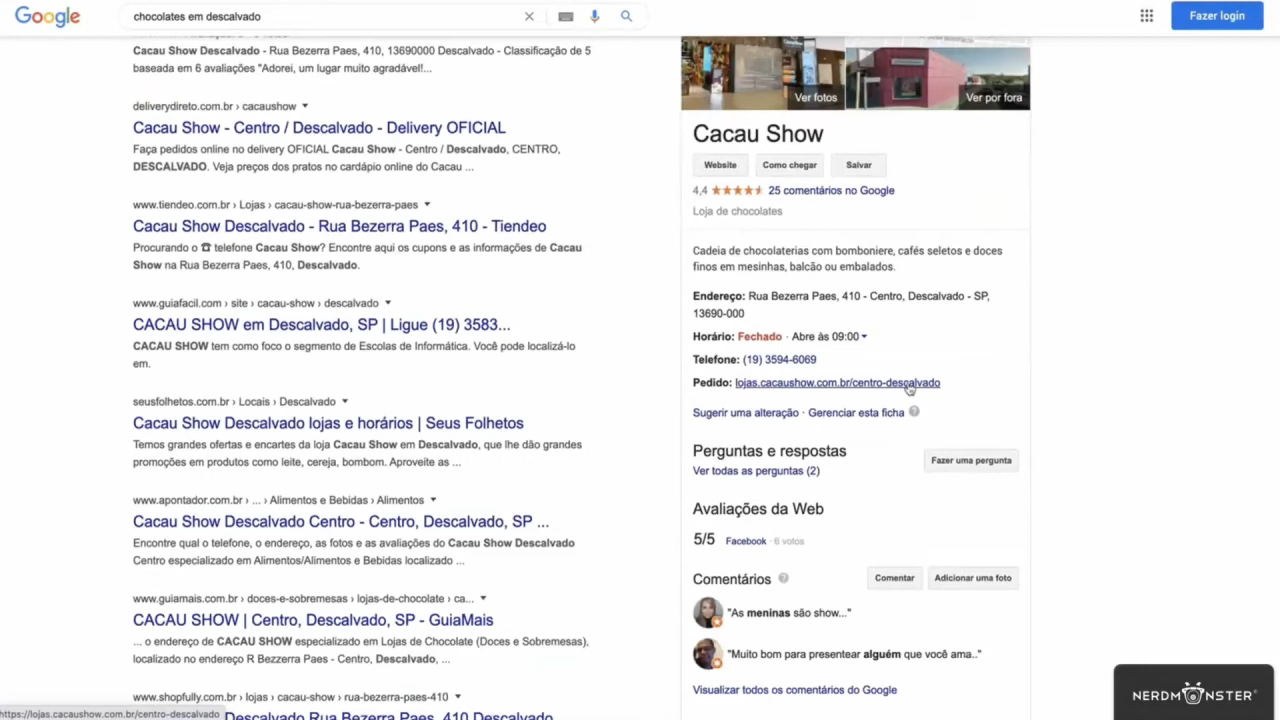 Google
chocolates em descalvado
Fazer login
Cacau Show Descalvado - Rua Bezerra Paes, 410, 13690000 Descalvado - Classificação de 5
baseada em 6 avaliações "Adorei, um lugar muito agradável!...
deliverydireto.com.br › cacaushow
Cacau Show - Centro / Descalvado - Delivery OFICIAL
Faça pedidos online no delivery OFICIAL Cacau Show - Centro / Descalvado, CENTRO,
DESCALVADO. Veja preços dos pratos no cardápio online do Cacau ...
www.tiendeo.com.br › Lojas › cacau-show-rua-bezerra-paes
Cacau Show Descalvado - Rua Bezerra Paes, 410 - Tiendeo
Procurando o ☎ telefone Cacau Show? Encontre aqui os cupons e as informações de Cacau
Show na Rua Bezerra Paes, 410, Descalvado.
www.guiafacil.com › site › cacau-show › descalvado
CACAU SHOW em Descalvado, SP | Ligue (19) 3583...
CACAU SHOW tem como foco o segmento de Escolas de Informática. Você pode localizá-lo
em.
seusfolhetos.com.br › Locais › Descalvado
Cacau Show Descalvado lojas e horários | Seus Folhetos
Temos grandes ofertas e encartes da loja Cacau Show em Descalvado, que lhe dão grandes
promoções em produtos como leite, cereja, bombom. Aproveite as ...
www.apontador.com.br › ... › Alimentos e Bebidas › Alimentos
Cacau Show Descalvado Centro - Centro, Descalvado, SP ...
Encontre qual o telefone, o endereço, as fotos e as avaliações do Cacau Show Descalvado
Centro especializado em Alimentos/Alimentos e Bebidas localizado ...
www.guiamais.com.br › doces-e-sobremesas › lojas-de-chocolate › ca...
CACAU SHOW | Centro, Descalvado, SP - GuiaMais
... o endereço de CACAU SHOW especializado em Lojas de Chocolate (Doces e Sobremesas),
localizado no endereço R Bezzerra Paes - Centro, Descalvado, ...
www.shopfully.com.br › lojas › cacau-show › rua-bezerra-paes-410
Descalvado Rua Bezerra Paes, 410 Descalvado
https://lojas.cacaushow.com.br/centro-descalvado
Ver fotos
Ver por fora
Cacau Show
Website Como chegar Salvar
4,4 25 comentários no Google
Loja de chocolates
Cadeia de chocolaterias com bomboniere, cafés seletos e doces
finos em mesinhas, balcão ou embalados.
Endereço: Rua Bezerra Paes, 410 - Centro, Descalvado - SP,
13690-000
Horário: Fechado · Abre às 09:00
Telefone: (19) 3594-6069
Pedido: lojas.cacaushow.com.br/centro-descalvado
Sugerir uma alteração · Gerenciar esta ficha
Perguntas e respostas
Fazer uma pergunta
Ver todas as perguntas (2)
Avaliações da Web
5/5 Facebook · 6 votos
Comentários
Comentar Adicionar uma foto
"As meninas são show..."
"Muito bom para presentear alguém que você ama.."
Visualizar todos os comentários do Google
NERDMONSTER